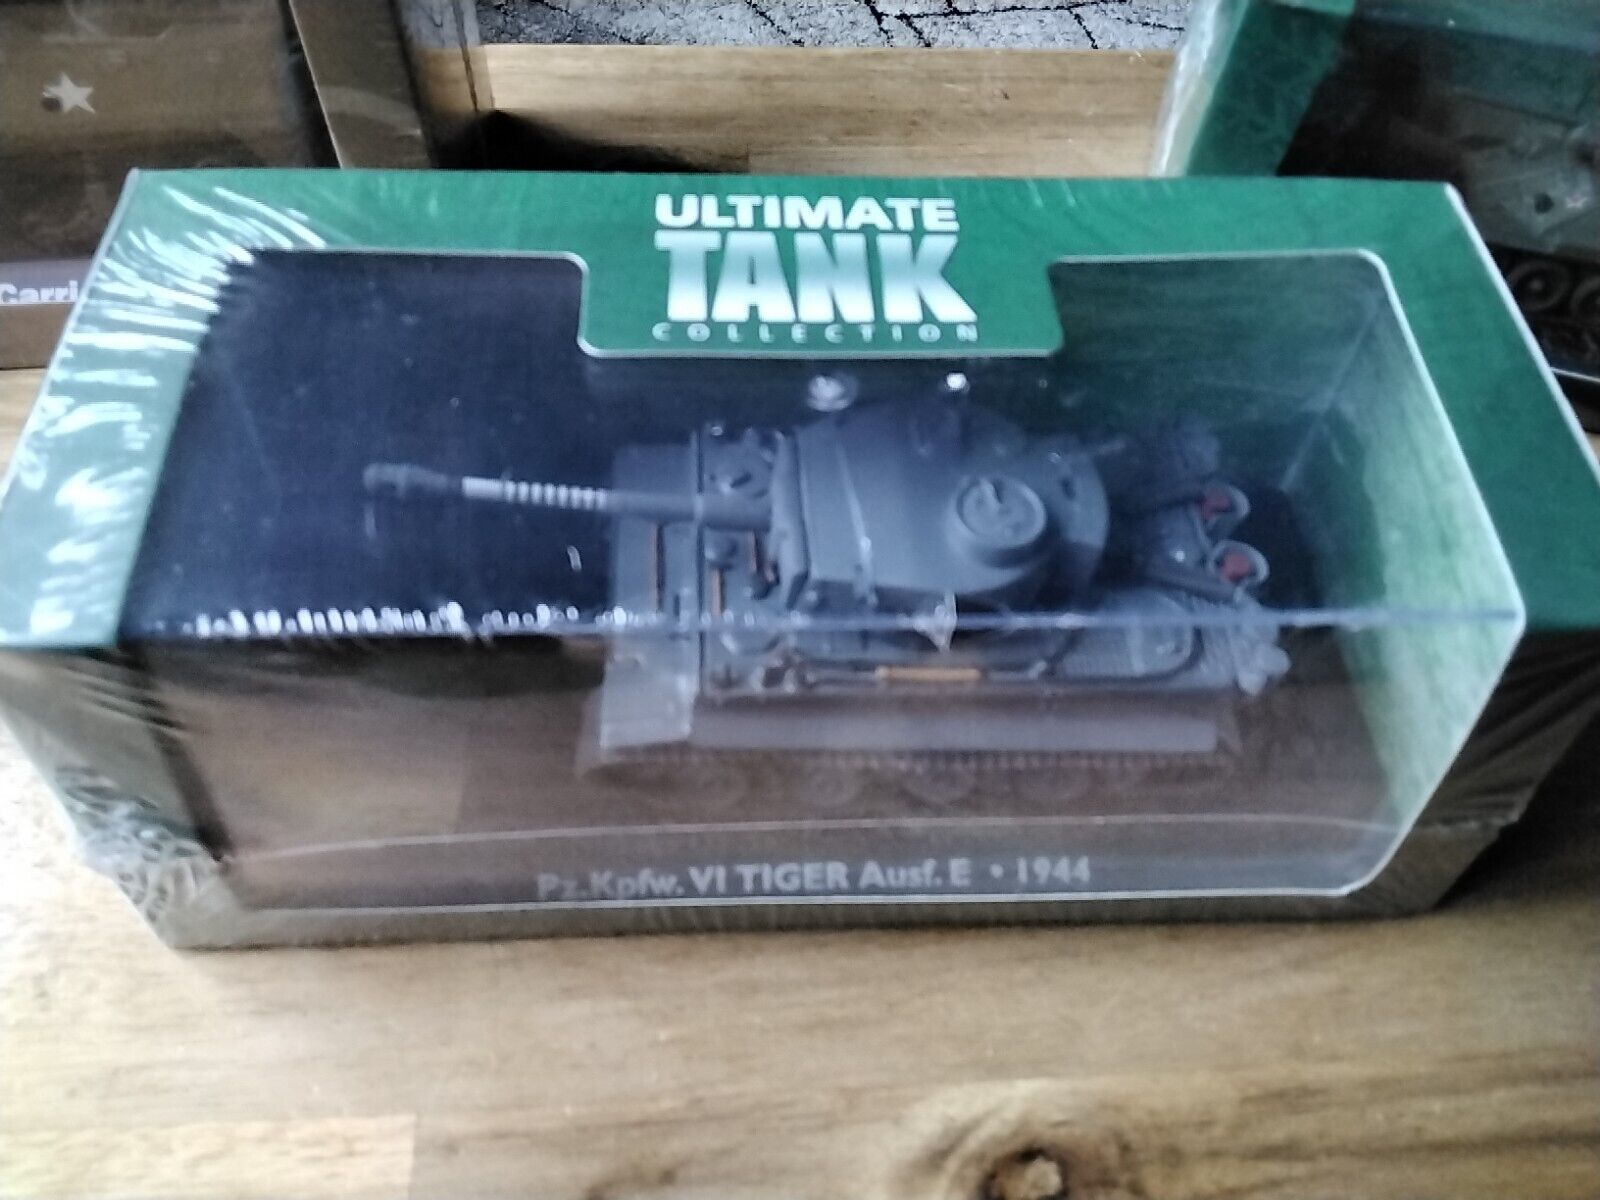 ULTIMATE
TANK
COLLECTION
Carri
Pz.Kpfw. VI TIGER Ausf. E • 1944